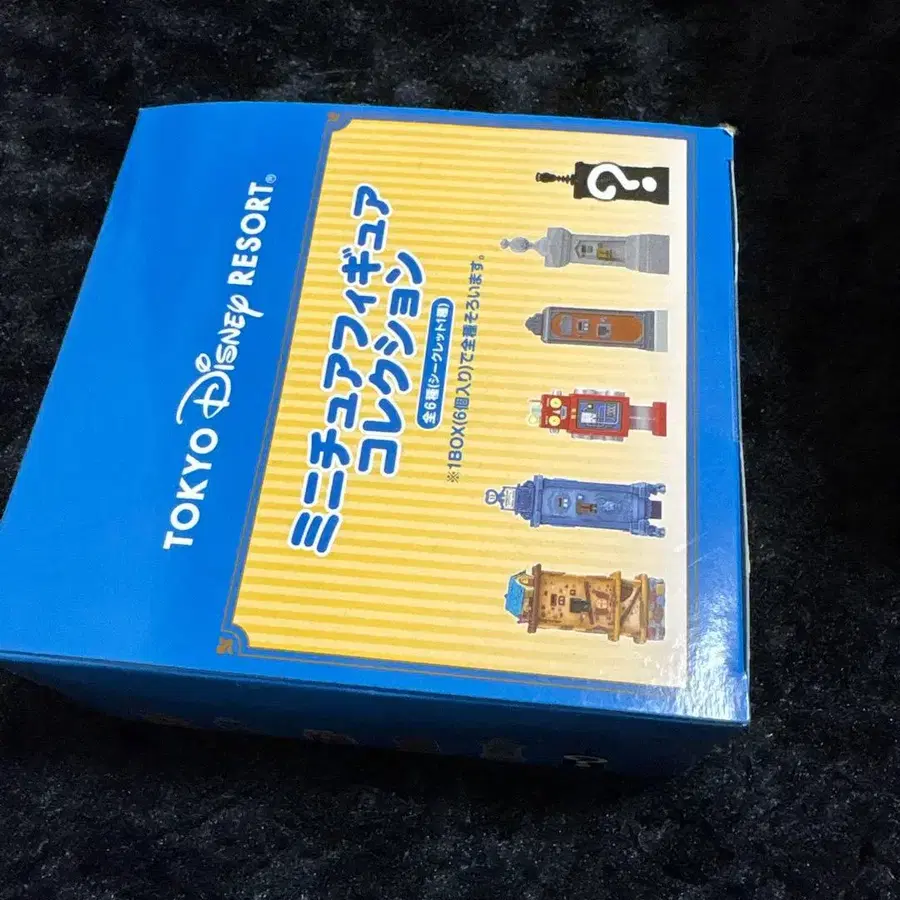 TOKYO DISNEY RESORT®
ミニチュアフィギュア
コレクション
全6種(シークレット1種)
※1BOX(6個入り)で全種そろいます。
?